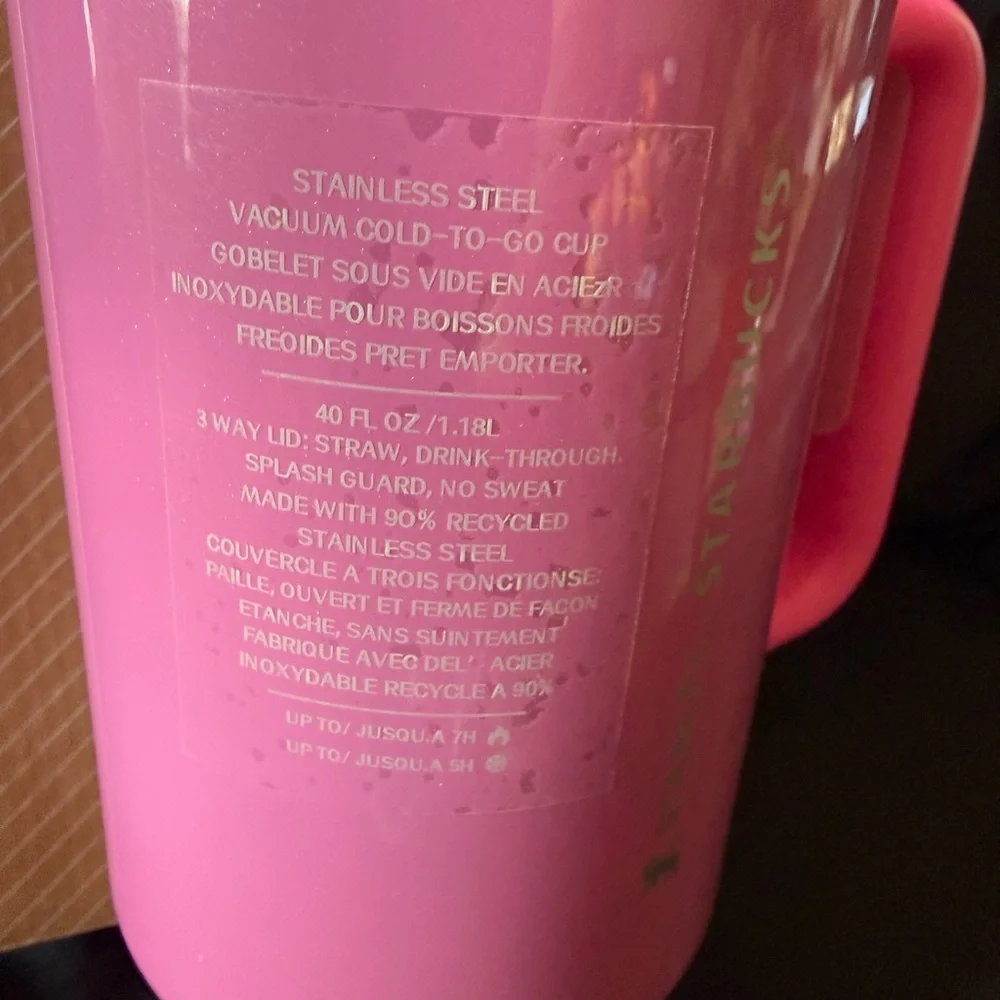 STAINLESS STEEL
VACUUM COLD-TO-GO CUP
GOBELET SOUS VIDE EN ACIEzR
INOXYDABLE POUR BOISSONS FROIDES
FREOIDES PRET EMPORTER.
40 FL OZ /1.18L
3 WAY LID: STRAW, DRINK-THROUGH.
SPLASH GUARD, NO SWEAT
MADE WITH 90% RECYCLED
STAINLESS STEEL
COUVERCLE A TROIS FONCTIONSE:
PAILLE, OUVERT ET FERME DE FACON
ETANCHE, SANS SUINTEMENT
FABRIQUE AVEC DEL' ACIER
INOXYDABLE RECYCLE A 90%
UP TO/ JUSQU.A 7H
UP TO/ JUSQU.A 5H
STARBUCKS